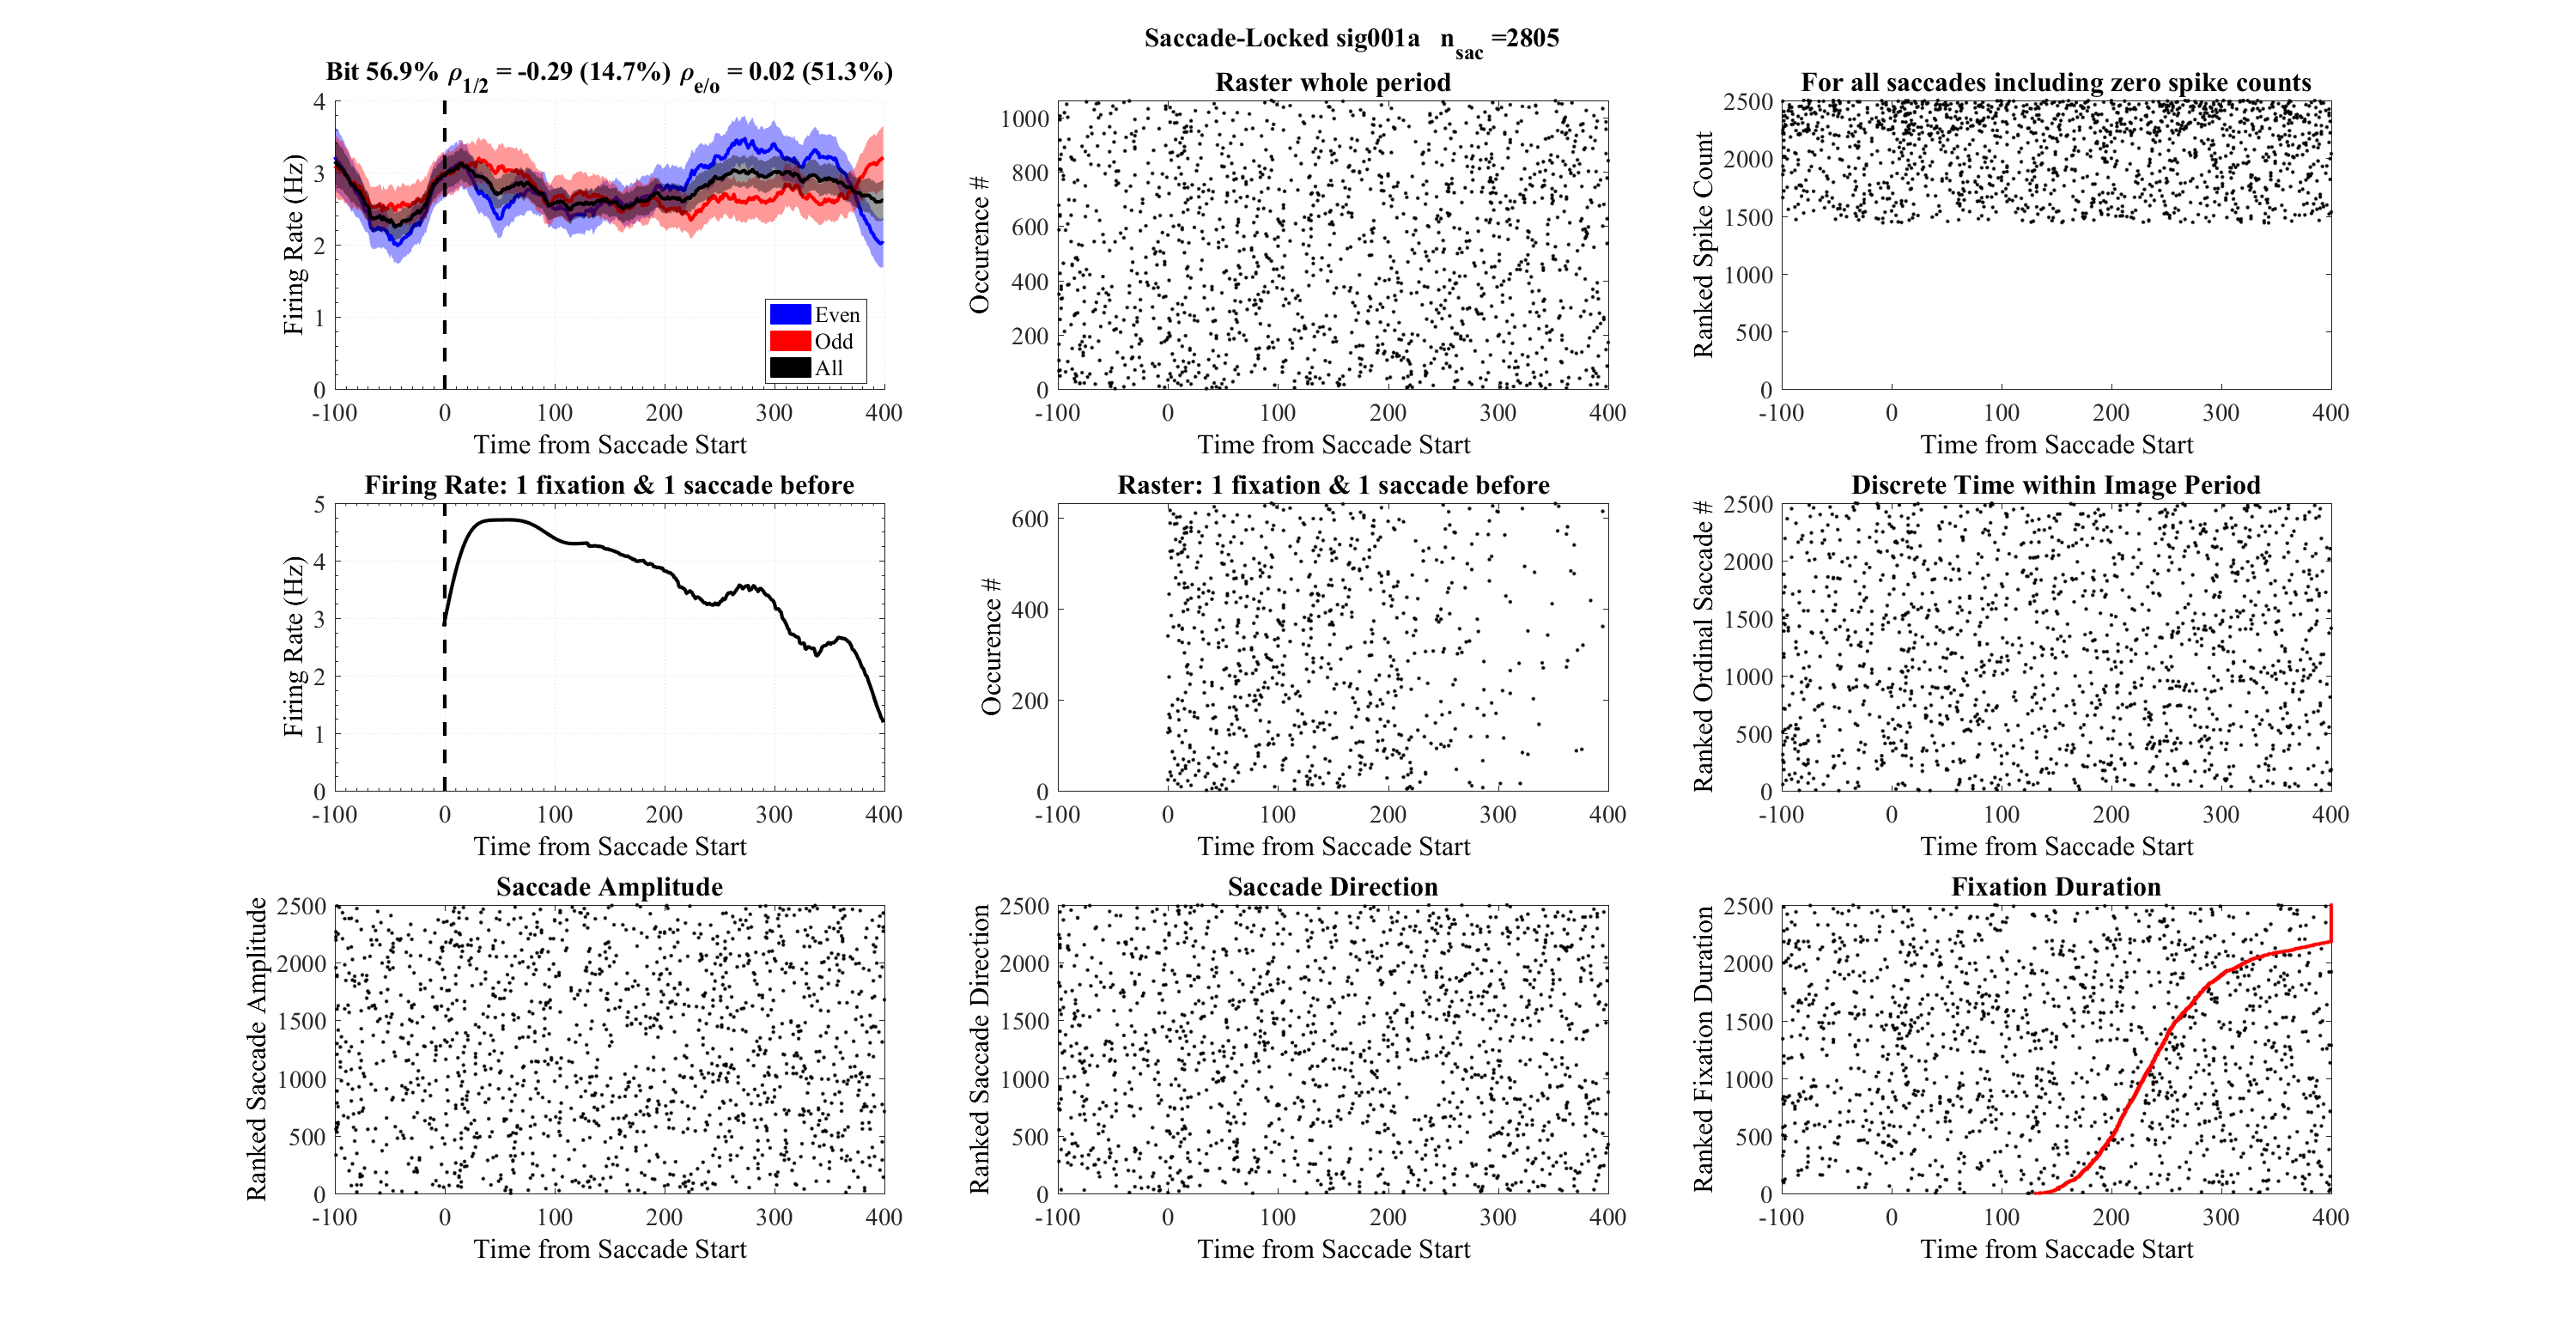 Saccade-Locked sig001a n_sac =2805
Bit 56.9% ρ_1/2 = -0.29 (14.7%) ρ_e/o = 0.02 (51.3%)
4
3
2
1
0
Firing Rate (Hz)
Even
Odd
All
-100 0 100 200 300 400
Time from Saccade Start
Raster whole period
1000
800
600
400
200
0
Occurence #
-100 0 100 200 300 400
Time from Saccade Start
For all saccades including zero spike counts
2500
2000
1500
1000
500
0
Ranked Spike Count
-100 0 100 200 300 400
Time from Saccade Start
Firing Rate: 1 fixation & 1 saccade before
5
4
3
2
1
0
Firing Rate (Hz)
-100 0 100 200 300 400
Time from Saccade Start
Raster: 1 fixation & 1 saccade before
600
400
200
0
Occurence #
-100 0 100 200 300 400
Time from Saccade Start
Discrete Time within Image Period
2500
2000
1500
1000
500
0
Ranked Ordinal Saccade #
-100 0 100 200 300 400
Time from Saccade Start
Saccade Amplitude
2500
2000
1500
1000
500
0
Ranked Saccade Amplitude
-100 0 100 200 300 400
Time from Saccade Start
Saccade Direction
2500
2000
1500
1000
500
0
Ranked Saccade Direction
-100 0 100 200 300 400
Time from Saccade Start
Fixation Duration
2500
2000
1500
1000
500
0
Ranked Fixation Duration
-100 0 100 200 300 400
Time from Saccade Start